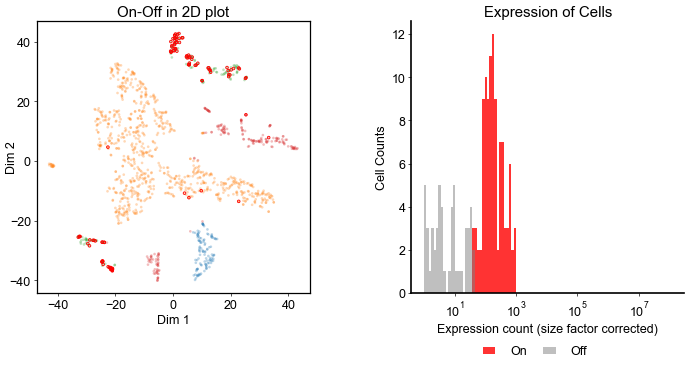 On-Off in 2D plot
40
20
0
−20
−40
Dim 2
−40 −20 0 20 40
Dim 1
Expression of Cells
12
10
8
6
4
2
0
Cell Counts
10^1 10^3 10^5 10^7
Expression count (size factor corrected)
On Off